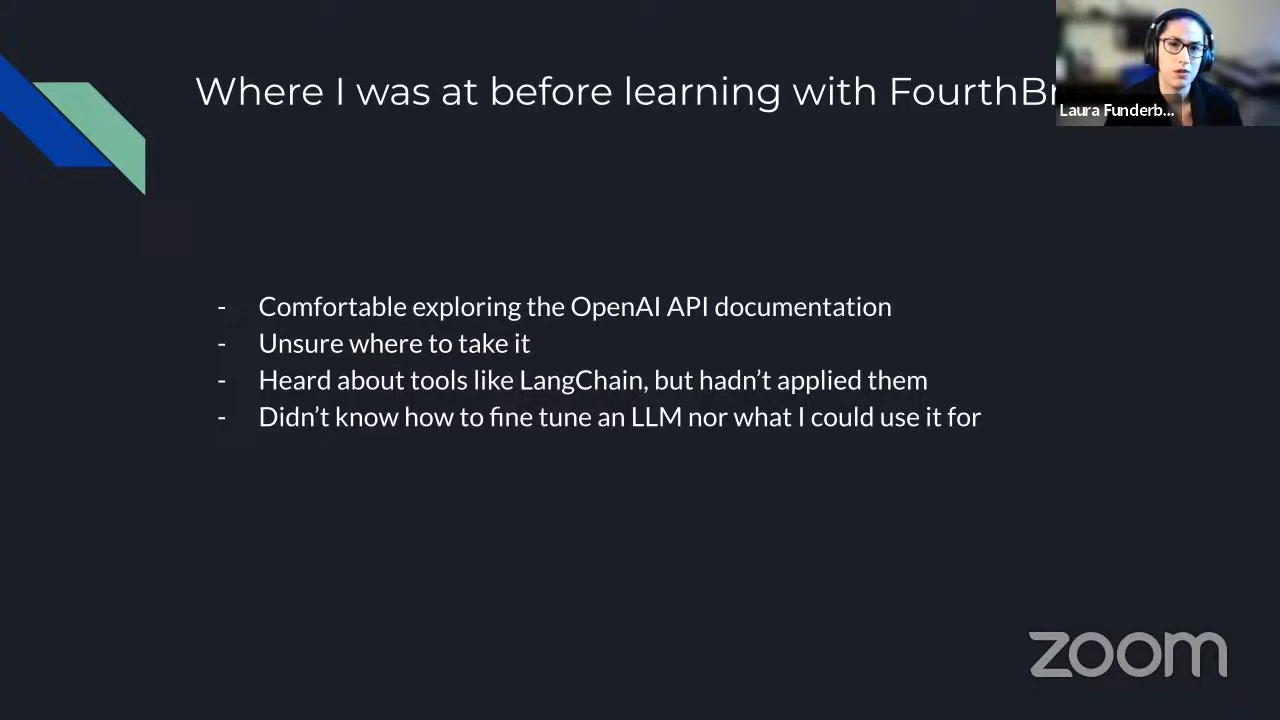 Where I was at before learning with FourthBr
Laura Funderb...
- Comfortable exploring the OpenAI API documentation
- Unsure where to take it
- Heard about tools like LangChain, but hadn’t applied them
- Didn’t know how to fine tune an LLM nor what I could use it for
zoom